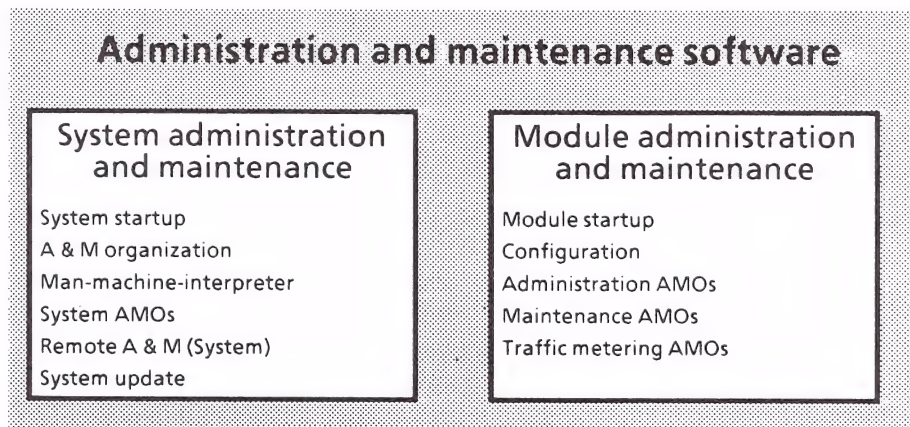 Administration and maintenance software
System administration
and maintenance
System startup
A & M organization
Man-machine-interpreter
System AMOs
Remote A & M (System)
System update
Module administration
and maintenance
Module startup
Configuration
Administration AMOs
Maintenance AMOs
Traffic metering AMOs